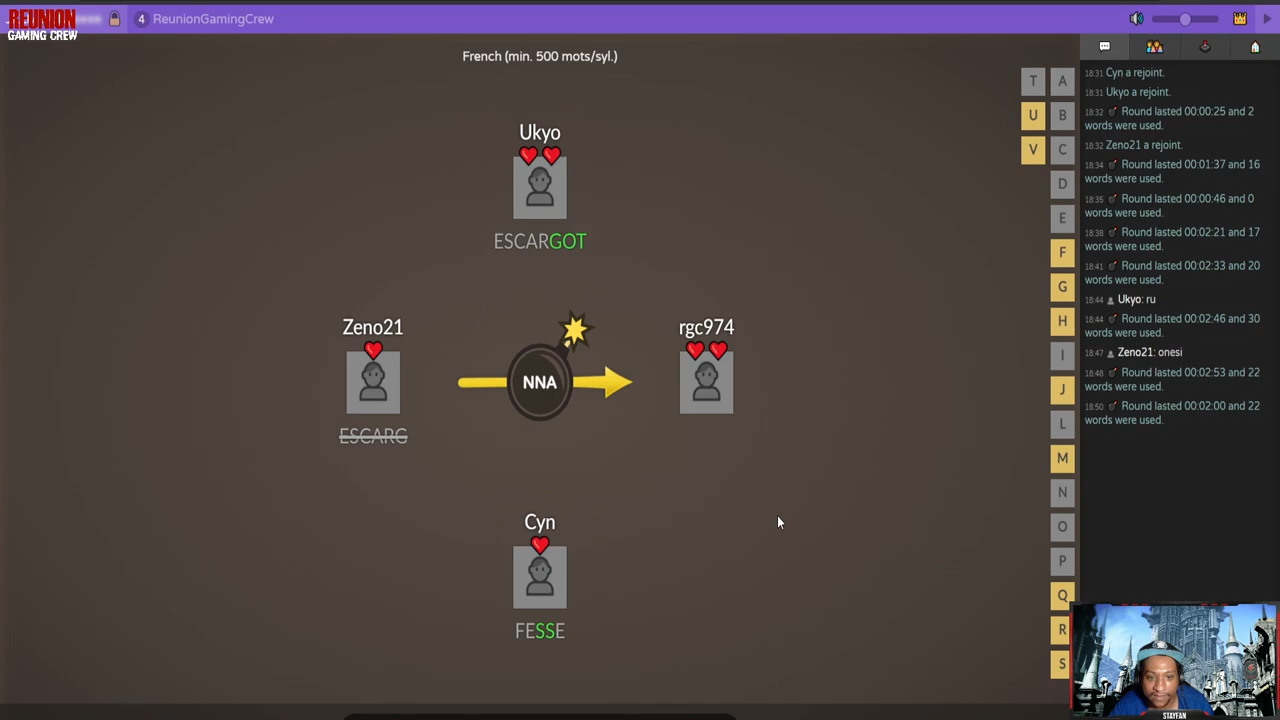 REUNION
GAMING CREW
4 ReunionGamingCrew
French (min. 500 mots/syl.)
Ukyo
ESCARGOT
Zeno21
ESCARG
NNA
rgc974
Cyn
FESSE
T A
U B
V C
D
E
F
G
H
I
J
L
M
N
O
P
Q
R
S
18:31 Cyn a rejoint.
18:31 Ukyo a rejoint.
18:32 Round lasted 00:00:25 and 2
words were used.
18:32 Zeno21 a rejoint.
18:34 Round lasted 00:01:37 and 16
words were used.
18:35 Round lasted 00:00:46 and 0
words were used.
18:38 Round lasted 00:02:21 and 17
words were used.
18:41 Round lasted 00:02:33 and 20
words were used.
18:44 Ukyo: ru
18:44 Round lasted 00:02:46 and 30
words were used.
18:47 Zeno21: onesi
18:48 Round lasted 00:02:53 and 22
words were used.
18:50 Round lasted 00:02:00 and 22
words were used.
STAYFAN